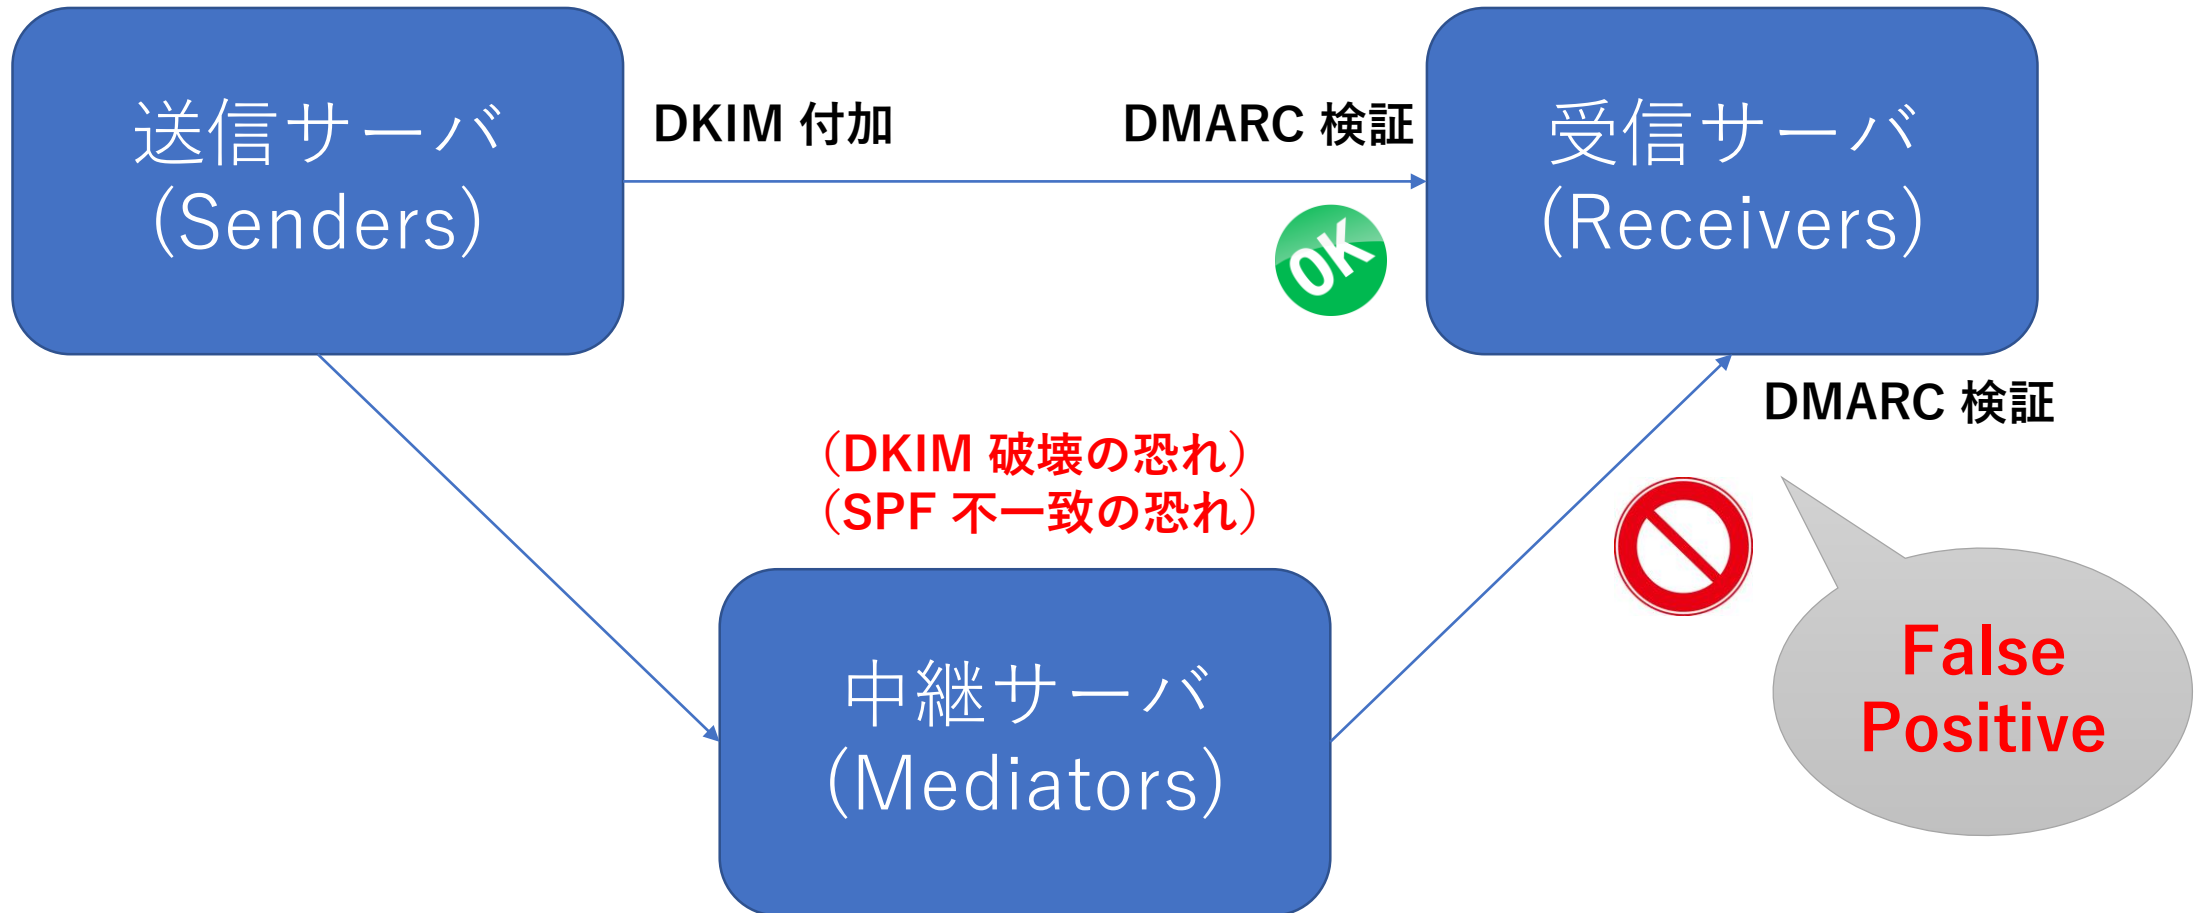 送信サーバ
(Senders)
DKIM 付加
DMARC 検証
受信サーバ
(Receivers)
OK
DMARC 検証
（DKIM 破壊の恐れ）
（SPF 不一致の恐れ）
中継サーバ
(Mediators)
False
Positive